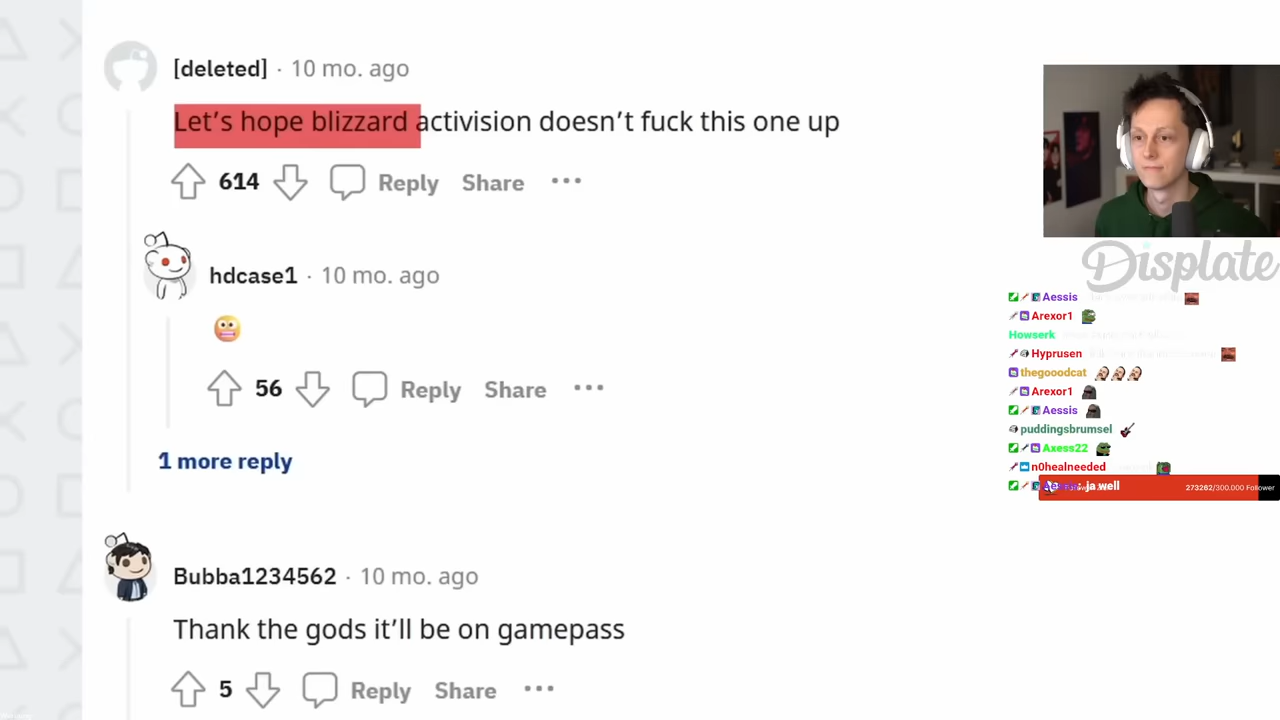 [deleted] · 10 mo. ago
Let's hope blizzard activision doesn't fuck this one up
614 Reply Share ···
hdcase1 · 10 mo. ago
56 Reply Share ···
1 more reply
Bubba1234562 · 10 mo. ago
Thank the gods it'll be on gamepass
5 Reply Share ···
Displate
Aessis
Arexor1
Howserk
Hyprusen
thegooodcat
Arexor1
Aessis
puddingsbrumsel
Axess22
n0healneeded
: ja well
273262/300.000 Follower